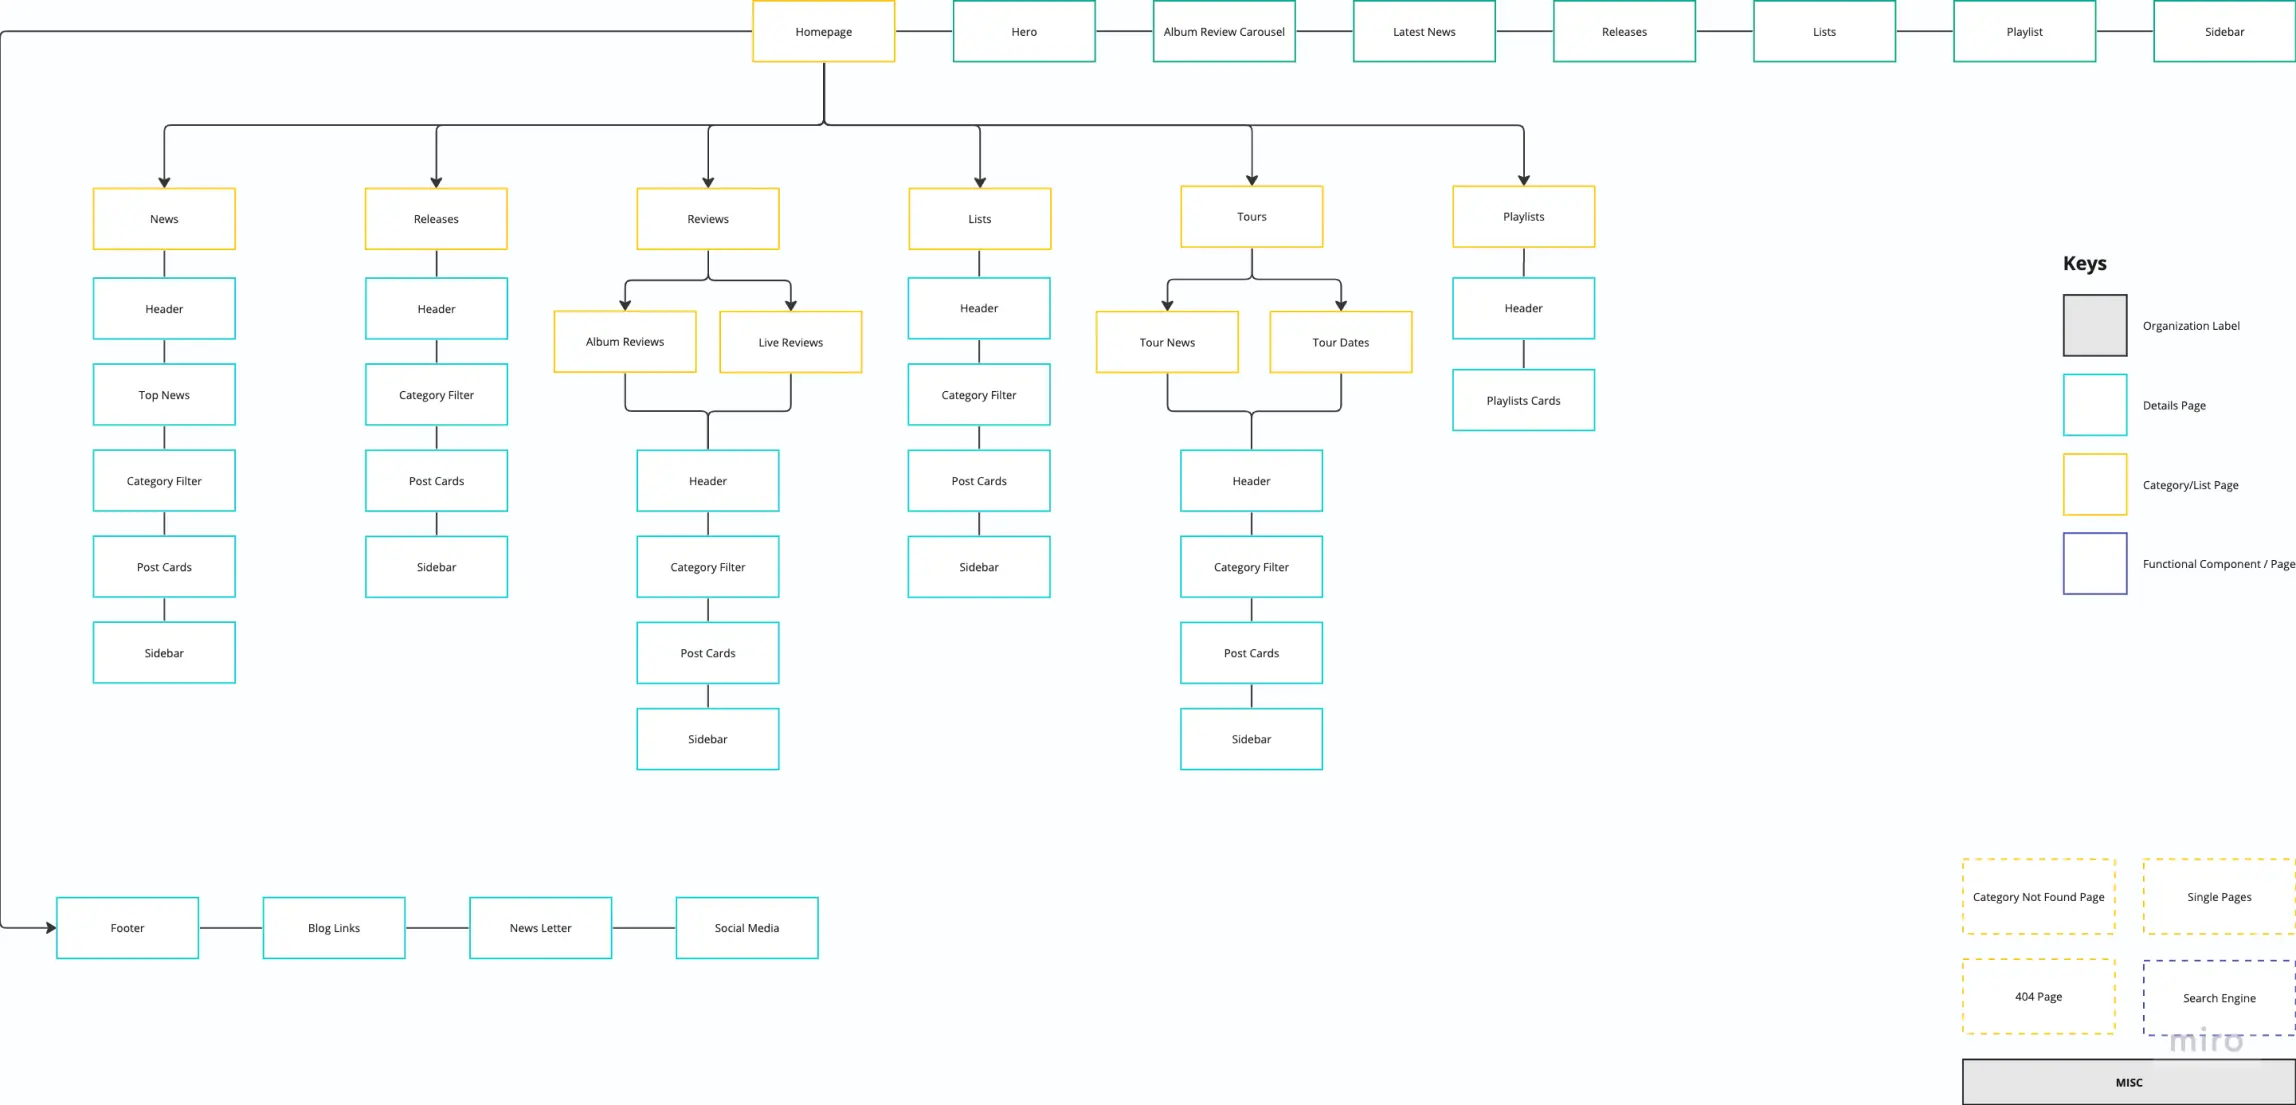 Homepage
Hero
Album Review Carousel
Latest News
Releases
Lists
Playlist
Sidebar
News
Releases
Reviews
Lists
Tours
Playlists
Header
Header
Album Reviews
Live Reviews
Header
Tour News
Tour Dates
Header
Top News
Category Filter
Category Filter
Playlists Cards
Category Filter
Post Cards
Header
Post Cards
Header
Post Cards
Sidebar
Category Filter
Sidebar
Category Filter
Sidebar
Post Cards
Post Cards
Sidebar
Sidebar
Keys
Organization Label
Details Page
Category/List Page
Functional Component / Page
Footer
Blog Links
News Letter
Social Media
Category Not Found Page
Single Pages
404 Page
Search Engine
miro
MISC